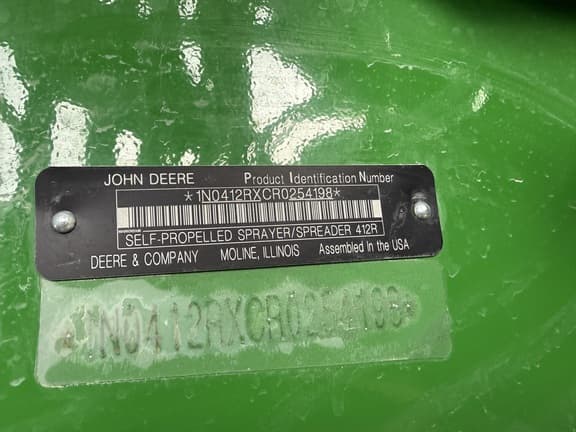 JOHN DEERE Product Identification Number
*1N0412RXCR0254198*
SELF-PROPELLED SPRAYER/SPREADER 412R
DEERE & COMPANY MOLINE, ILLINOIS Assembled in the USA
*1N0412RXCR0254198*